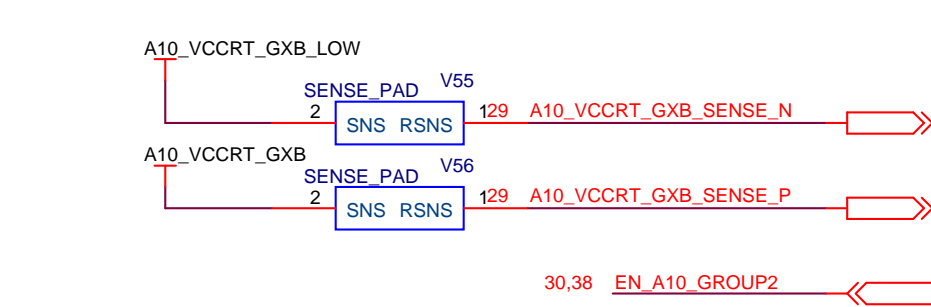 A10_VCCRT_GXB_LOW
SENSE_PAD V55
2 SNS RSNS 1 29 A10_VCCRT_GXB_SENSE_N
A10_VCCRT_GXB
SENSE_PAD V56
2 SNS RSNS 1 29 A10_VCCRT_GXB_SENSE_P
30,38 EN_A10_GROUP2